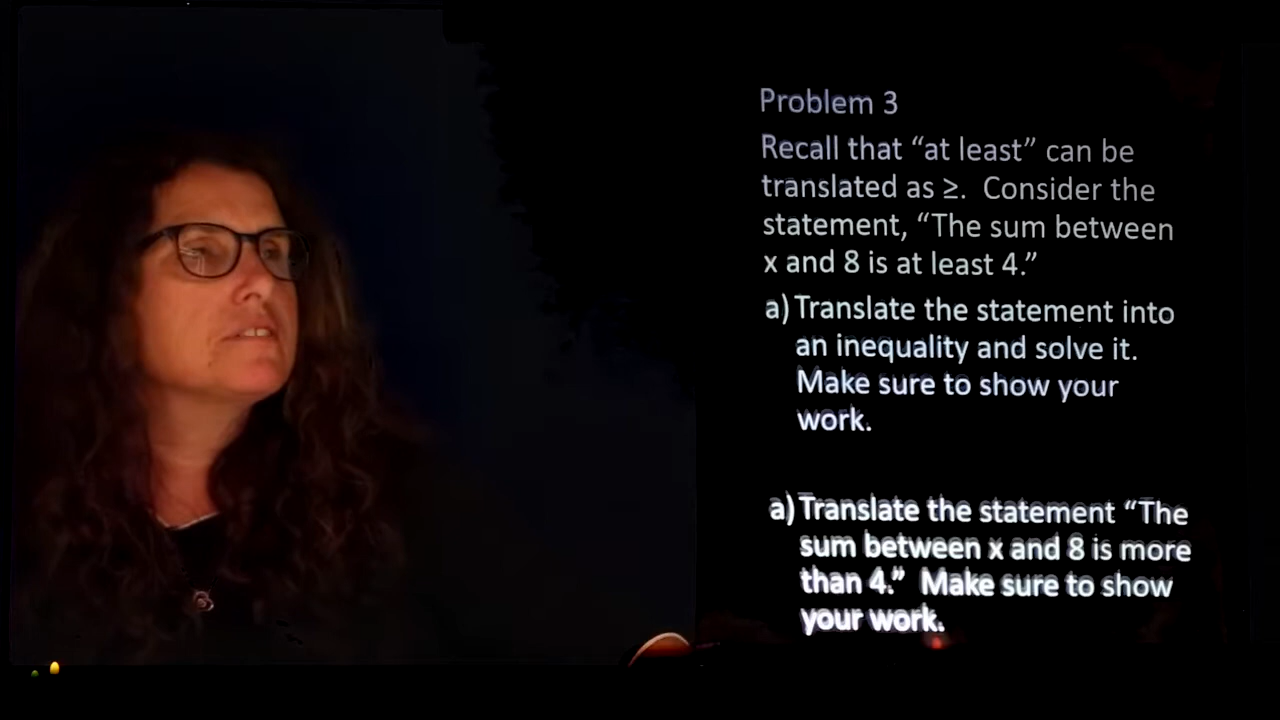 Problem 3
Recall that “at least” can be
translated as ≥. Consider the
statement, “The sum between
x and 8 is at least 4.”
a) Translate the statement into
an inequality and solve it.
Make sure to show your
work.
a) Translate the statement “The
sum between x and 8 is more
than 4.” Make sure to show
your work.